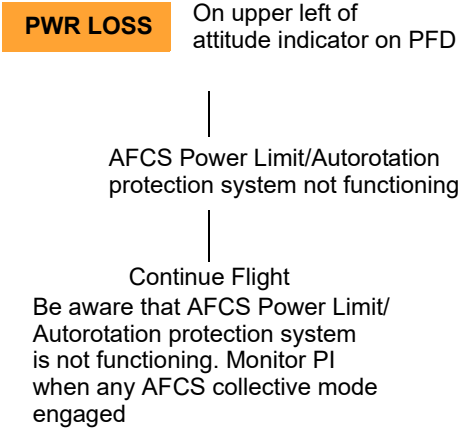 PWR LOSS
On upper left of
attitude indicator on PFD
AFCS Power Limit/Autorotation
protection system not functioning
Continue Flight
Be aware that AFCS Power Limit/
Autorotation protection system
is not functioning. Monitor PI
when any AFCS collective mode
engaged